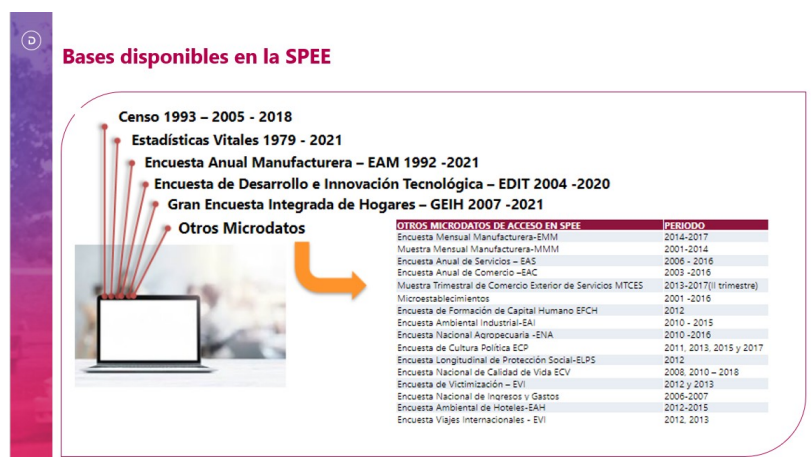 Bases disponibles en la SPEE
Censo 1993 – 2005 - 2018
Estadísticas Vitales 1979 - 2021
Encuesta Anual Manufacturera – EAM 1992 -2021
Encuesta de Desarrollo e Innovación Tecnológica – EDIT 2004 -2020
Gran Encuesta Integrada de Hogares – GEIH 2007 -2021
Otros Microdatos
OTROS MICRODATOS DE ACCESO EN SPEE PERIODO
Encuesta Mensual Manufacturera-EMM 2014-2017
Muestra Mensual Manufacturera-MMM 2001-2014
Encuesta Anual de Servicios – EAS 2006 - 2016
Encuesta Anual de Comercio –EAC 2003 -2016
Muestra Trimestral de Comercio Exterior de Servicios MTCES 2013-2017(II trimestre)
Microestablecimientos 2001 -2016
Encuesta de Formación de Capital Humano EFCH 2012
Encuesta Ambiental Industrial-EAI 2010 - 2015
Encuesta Nacional Agropecuaria -ENA 2010 -2016
Encuesta de Cultura Política ECP 2011, 2013, 2015 y 2017
Encuesta Longitudinal de Protección Social-ELPS 2012
Encuesta Nacional de Calidad de Vida ECV 2008, 2010 – 2018
Encuesta de Victimización – EVI 2012 y 2013
Encuesta Nacional de Ingresos y Gastos 2006-2007
Encuesta Ambiental de Hoteles-EAH 2012-2015
Encuesta Viajes Internacionales - EVI 2012, 2013